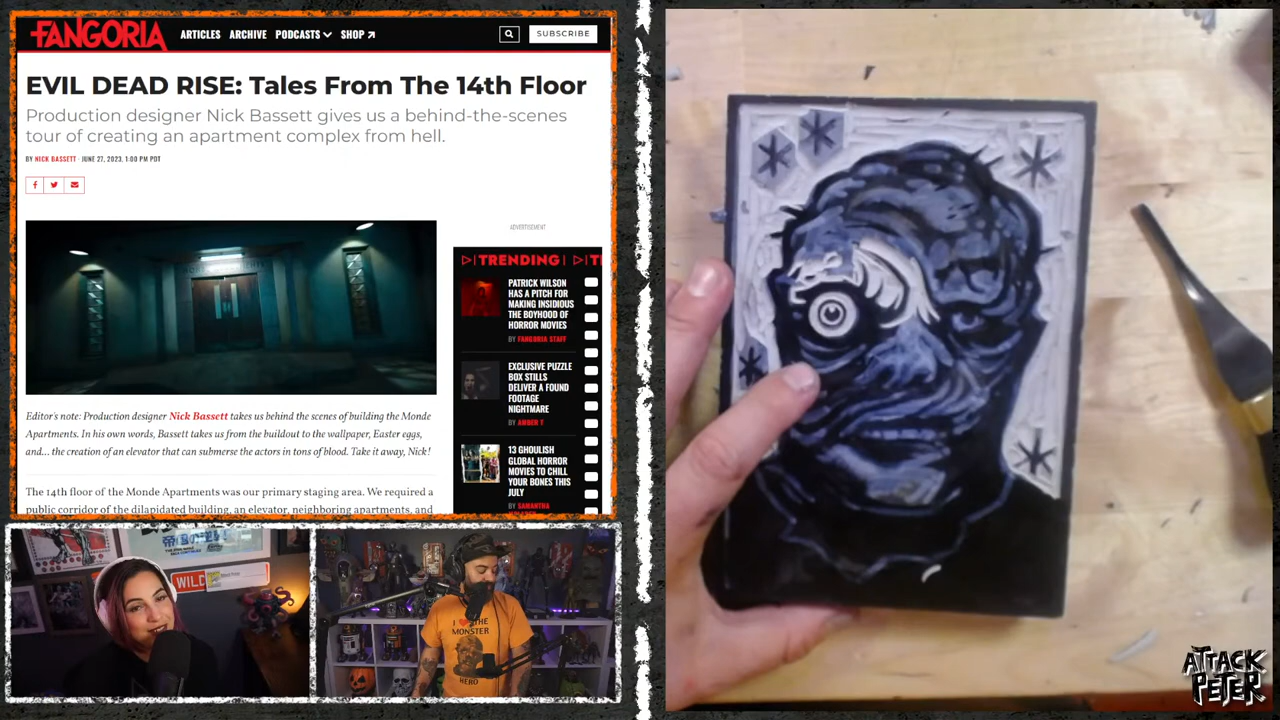 FANGORIA
ARTICLES ARCHIVE PODCASTS SHOP
SUBSCRIBE
EVIL DEAD RISE: Tales From The 14th Floor
Production designer Nick Bassett gives us a behind-the-scenes
tour of creating an apartment complex from hell.
BY NICK BASSETT · JUNE 27, 2023, 1:00 PM PDT
ADVERTISEMENT
TRENDING
PATRICK WILSON
HAS A PITCH FOR
MAKING INSIDIOUS
THE BOYHOOD OF
HORROR MOVIES
BY FANGORIA STAFF
EXCLUSIVE PUZZLE
BOX STILLS
DELIVER A FOUND
FOOTAGE
NIGHTMARE
BY AMBER T
13 GHOULISH
GLOBAL HORROR
MOVIES TO CHILL
YOUR BONES THIS
JULY
BY SAMANTHA
Editor's note: Production designer Nick Bassett takes us behind the scenes of building the Monde
Apartments. In his own words, Bassett takes us from the buildout to the wallpaper, Easter eggs,
and... the creation of an elevator that can submerse the actors in tons of blood. Take it away, Nick!
The 14th floor of the Monde Apartments was our primary staging area. We required a
public corridor of the dilapidated building, an elevator, neighboring apartments, and
WILD
I THE
MONSTER
HERO
ATTACK
PETER